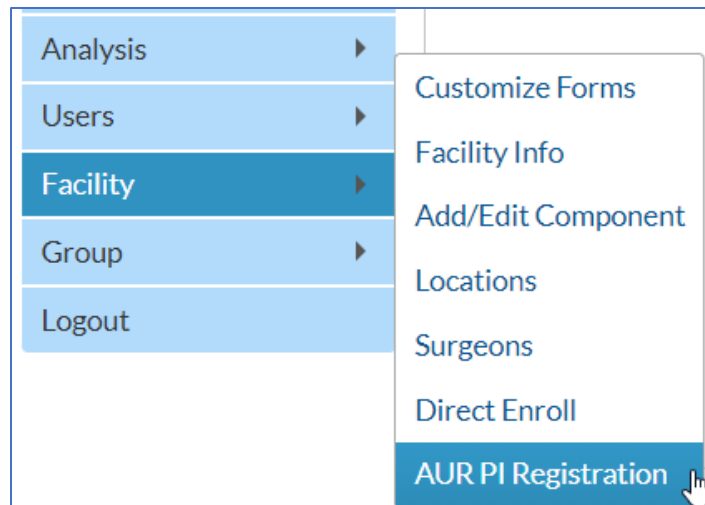 Analysis
Users
Facility
Group
Logout
Customize Forms
Facility Info
Add/Edit Component
Locations
Surgeons
Direct Enroll
AUR PI Registration